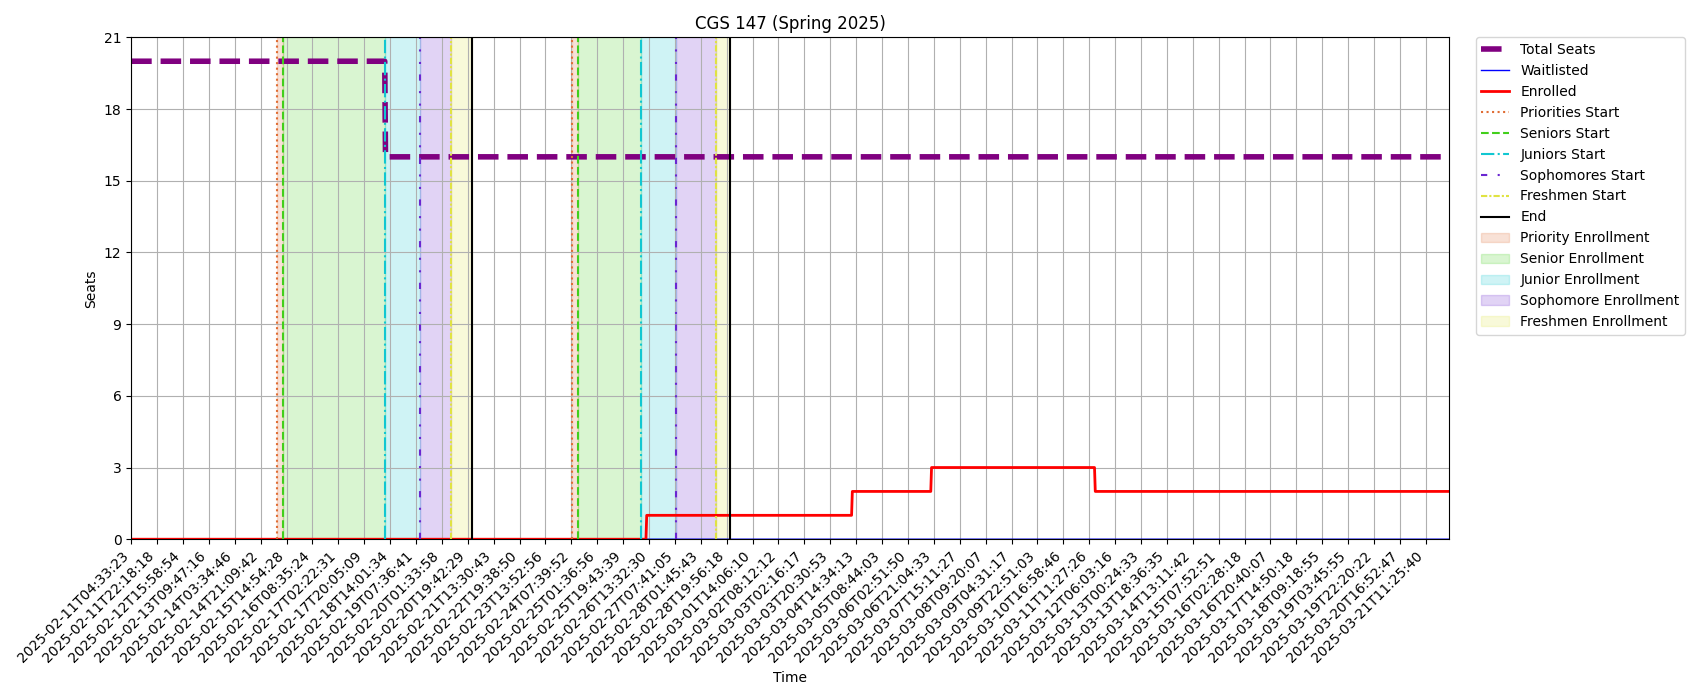 CGS 147 (Spring 2025)
21
18
15
12
9
6
3
0
Seats
2025-02-11T04:33:23
2025-02-11T22:18:18
2025-02-12T15:58:54
2025-02-13T09:47:16
2025-02-14T03:34:46
2025-02-14T21:09:42
2025-02-15T14:54:28
2025-02-16T08:35:24
2025-02-17T02:22:31
2025-02-17T20:05:09
2025-02-18T14:01:34
2025-02-19T07:36:41
2025-02-20T01:33:58
2025-02-20T19:42:29
2025-02-21T13:30:43
2025-02-22T19:38:50
2025-02-23T13:52:56
2025-02-24T07:39:52
2025-02-25T01:36:56
2025-02-25T19:43:39
2025-02-26T13:32:30
2025-02-27T07:41:05
2025-02-28T01:45:43
2025-02-28T19:56:18
2025-03-01T14:06:10
2025-03-02T08:12:12
2025-03-03T02:16:17
2025-03-03T20:30:53
2025-03-04T14:34:13
2025-03-05T08:44:03
2025-03-06T02:51:50
2025-03-06T21:04:33
2025-03-07T15:11:27
2025-03-08T09:20:07
2025-03-09T04:31:17
2025-03-09T22:51:03
2025-03-10T16:58:46
2025-03-11T11:27:26
2025-03-12T06:03:16
2025-03-13T00:24:33
2025-03-13T18:36:35
2025-03-14T13:11:42
2025-03-15T07:52:51
2025-03-16T02:28:18
2025-03-16T20:40:07
2025-03-17T14:50:18
2025-03-18T09:18:55
2025-03-19T03:45:55
2025-03-19T22:20:22
2025-03-20T16:52:47
2025-03-21T11:25:40
Time
Total Seats
Waitlisted
Enrolled
Priorities Start
Seniors Start
Juniors Start
Sophomores Start
Freshmen Start
End
Priority Enrollment
Senior Enrollment
Junior Enrollment
Sophomore Enrollment
Freshmen Enrollment